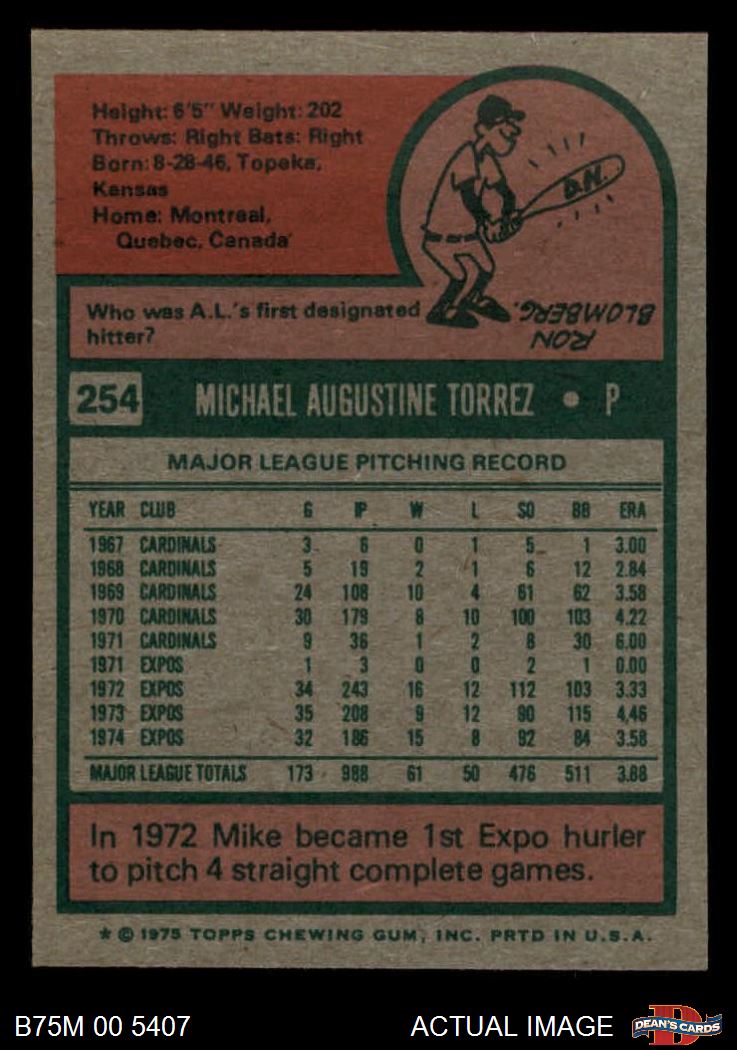 Height: 6'5" Weight: 202
Throws: Right Bats: Right
Born: 8-28-46, Topeka,
Kansas
Home: Montreal,
Quebec, Canada
D.H.
Who was A.L.'s first designated
hitter?
RON
BLOMBERG.
254 MICHAEL AUGUSTINE TORREZ • P
MAJOR LEAGUE PITCHING RECORD
YEAR CLUB G IP W L SO BB ERA
1967 CARDINALS 3 6 0 1 5 1 3.00
1968 CARDINALS 5 19 2 1 6 12 2.84
1969 CARDINALS 24 108 10 4 61 62 3.58
1970 CARDINALS 30 179 8 10 100 103 4.22
1971 CARDINALS 9 36 1 2 8 30 6.00
1971 EXPOS 1 3 0 0 2 1 0.00
1972 EXPOS 34 243 16 12 112 103 3.33
1973 EXPOS 35 208 9 12 90 115 4.46
1974 EXPOS 32 186 15 8 92 84 3.58
MAJOR LEAGUE TOTALS 173 988 61 50 476 511 3.88
In 1972 Mike became 1st Expo hurler
to pitch 4 straight complete games.
* © 1975 TOPPS CHEWING GUM, INC. PRTD IN U.S.A.
B75M 00 5407 ACTUAL IMAGE D DEAN'S CARDS